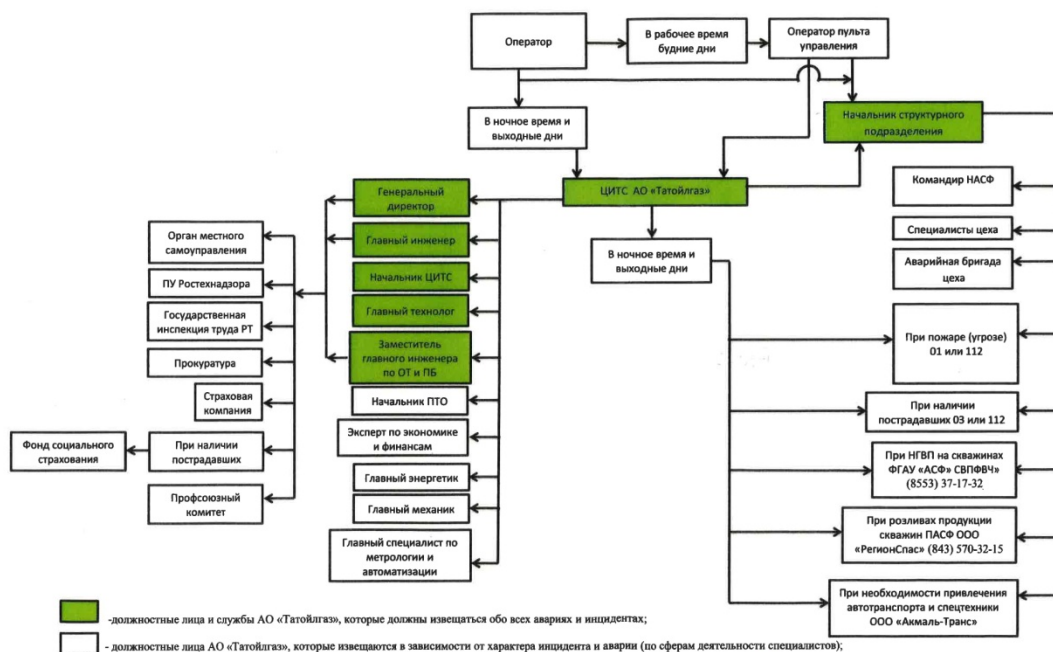 Оператор
В рабочее время
будние дни
Оператор пульта
управления
В ночное время и
выходные дни
Начальник структурного
подразделения
ЦИТС АО «Татойлгаз»
В ночное время и
выходные дни
Генеральный
директор
Главный инженер
Начальник ЦИТС
Главный технолог
Заместитель
главного инженера
по ОТ и ПБ
Начальник ПТО
Эксперт по экономике
и финансам
Главный энергетик
Главный механик
Главный специалист по
метрологии и
автоматизации
Орган местного
самоуправления
ПУ Ростехнадзора
Государственная
инспекция труда РТ
Прокуратура
Страховая
компания
При наличии
пострадавших
Фонд социального
страхования
Профсоюзный
комитет
Командир НАСФ
Специалисты цеха
Аварийная бригада
цеха
При пожаре (угрозе)
01 или 112
При наличии
пострадавших 03 или 112
При НГВП на скважинах
ФГАУ «АСФ» СВПФВЧ»
(8553) 37-17-32
При розливах продукции
скважин ПАСФ ООО
«РегионСпас» (843) 570-32-15
При необходимости привлечения
автотранспорта и спецтехники
ООО «Акмаль-Транс»
-должностные лица и службы АО «Татойлгаз», которые должны извещаться обо всех авариях и инцидентах;
- должностные лица АО «Татойлгаз», которые извещаются в зависимости от характера инцидента и аварии (по сферам деятельности специалистов);